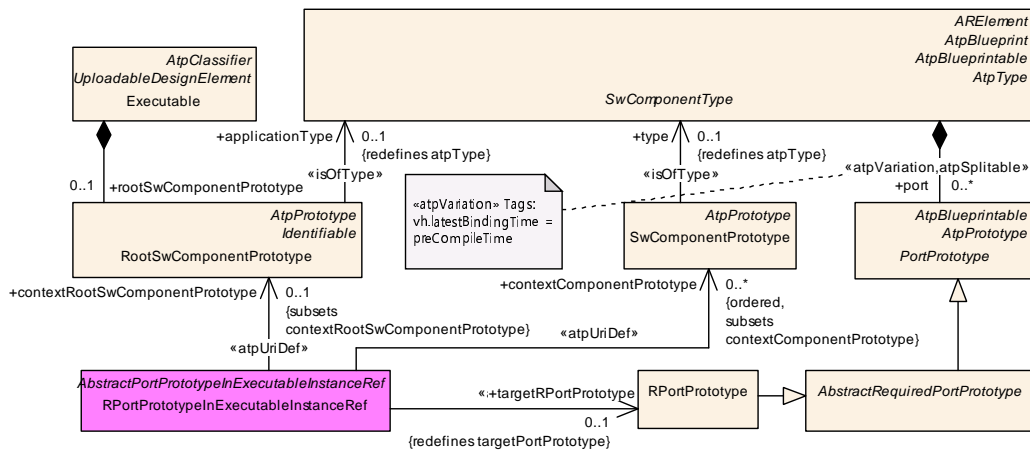 ARElement
AtpBlueprint
AtpBlueprintable
AtpType
SwComponentType
AtpClassifier
UploadableDesignElement
Executable
+applicationType
0..1
{redefines atpType}
«isOfType»
+type
0..1
{redefines atpType}
«isOfType»
0..1
+rootSwComponentPrototype
«atpVariation,atpSplitable»
+port
0..*
«atpVariation» Tags:
vh.latestBindingTime =
preCompileTime
AtpPrototype
Identifiable
RootSwComponentPrototype
AtpPrototype
SwComponentPrototype
AtpBlueprintable
AtpPrototype
PortPrototype
+contextRootSwComponentPrototype
0..1
{subsets
contextRootSwComponentPrototype}
«atpUriDef»
+contextComponentPrototype
0..*
{ordered,
subsets
contextComponentPrototype}
«atpUriDef»
AbstractPortPrototypeInExecutableInstanceRef
RPortPrototypeInExecutableInstanceRef
+targetRPortPrototype
0..1
{redefines targetPortPrototype}
RPortPrototype
AbstractRequiredPortPrototype